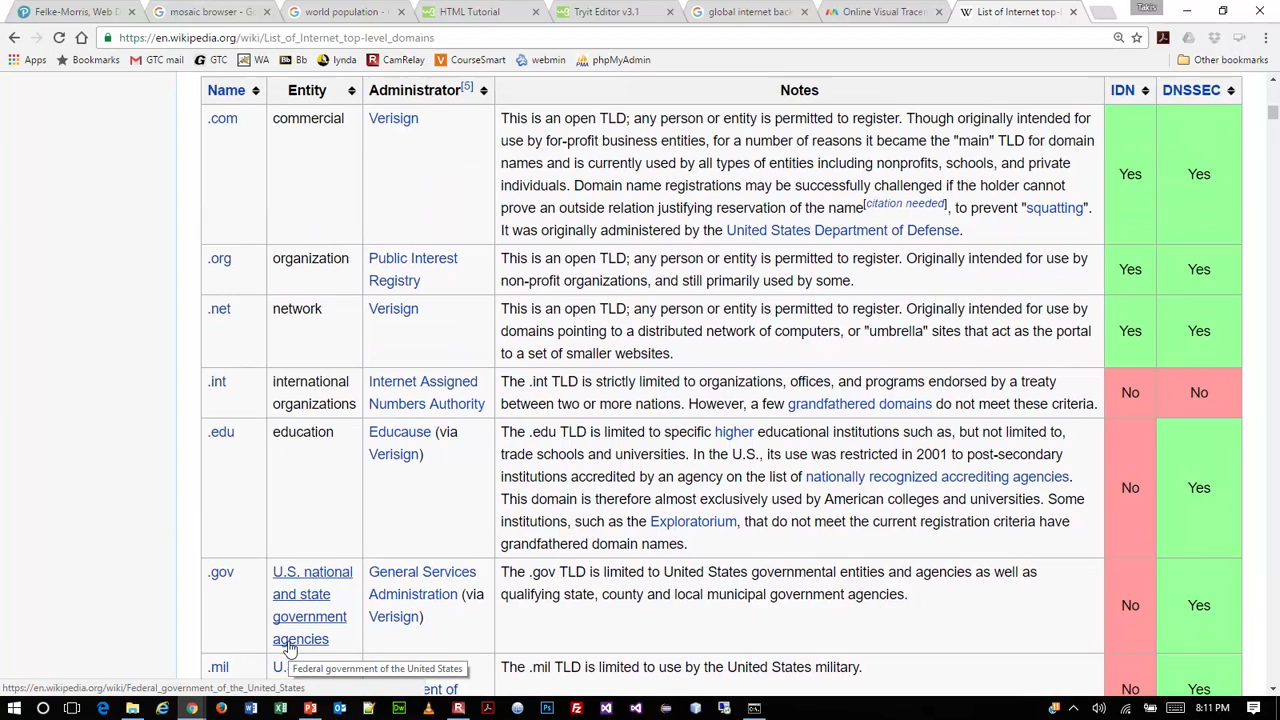 Felke-Morris, Web D
mosaic browser - Go
world population - G
HTML Tutorial
Tryit Editor v3.1
global internet back
Online Visual Tracer
List of Internet top-l
Takis
https://en.wikipedia.org/wiki/List_of_Internet_top-level_domains
Apps
Bookmarks
GTC mail
GTC
WA
Bb
lynda
CamRelay
CourseSmart
webmin
phpMyAdmin
Other bookmarks
Name Entity Administrator[5] Notes IDN DNSSEC
.com commercial Verisign This is an open TLD; any person or entity is permitted to register. Though originally intended for
use by for-profit business entities, for a number of reasons it became the "main" TLD for domain
names and is currently used by all types of entities including nonprofits, schools, and private
individuals. Domain name registrations may be successfully challenged if the holder cannot
prove an outside relation justifying reservation of the name[citation needed], to prevent "squatting".
It was originally administered by the United States Department of Defense.
Yes Yes
.org organization Public Interest
Registry
This is an open TLD; any person or entity is permitted to register. Originally intended for use by
non-profit organizations, and still primarily used by some.
Yes Yes
.net network Verisign This is an open TLD; any person or entity is permitted to register. Originally intended for use by
domains pointing to a distributed network of computers, or "umbrella" sites that act as the portal
to a set of smaller websites.
Yes Yes
.int international
organizations
Internet Assigned
Numbers Authority
The .int TLD is strictly limited to organizations, offices, and programs endorsed by a treaty
between two or more nations. However, a few grandfathered domains do not meet these criteria.
No No
.edu education Educause (via
Verisign)
The .edu TLD is limited to specific higher educational institutions such as, but not limited to,
trade schools and universities. In the U.S., its use was restricted in 2001 to post-secondary
institutions accredited by an agency on the list of nationally recognized accrediting agencies.
This domain is therefore almost exclusively used by American colleges and universities. Some
institutions, such as the Exploratorium, that do not meet the current registration criteria have
grandfathered domain names.
No Yes
.gov U.S. national
and state
government
agencies
General Services
Administration (via
Verisign)
The .gov TLD is limited to United States governmental entities and agencies as well as
qualifying state, county and local municipal government agencies.
No Yes
.mil U.
ent of
The .mil TLD is limited to use by the United States military.
No Yes
Federal government of the United States
https://en.wikipedia.org/wiki/Federal_government_of_the_United_States
8:11 PM